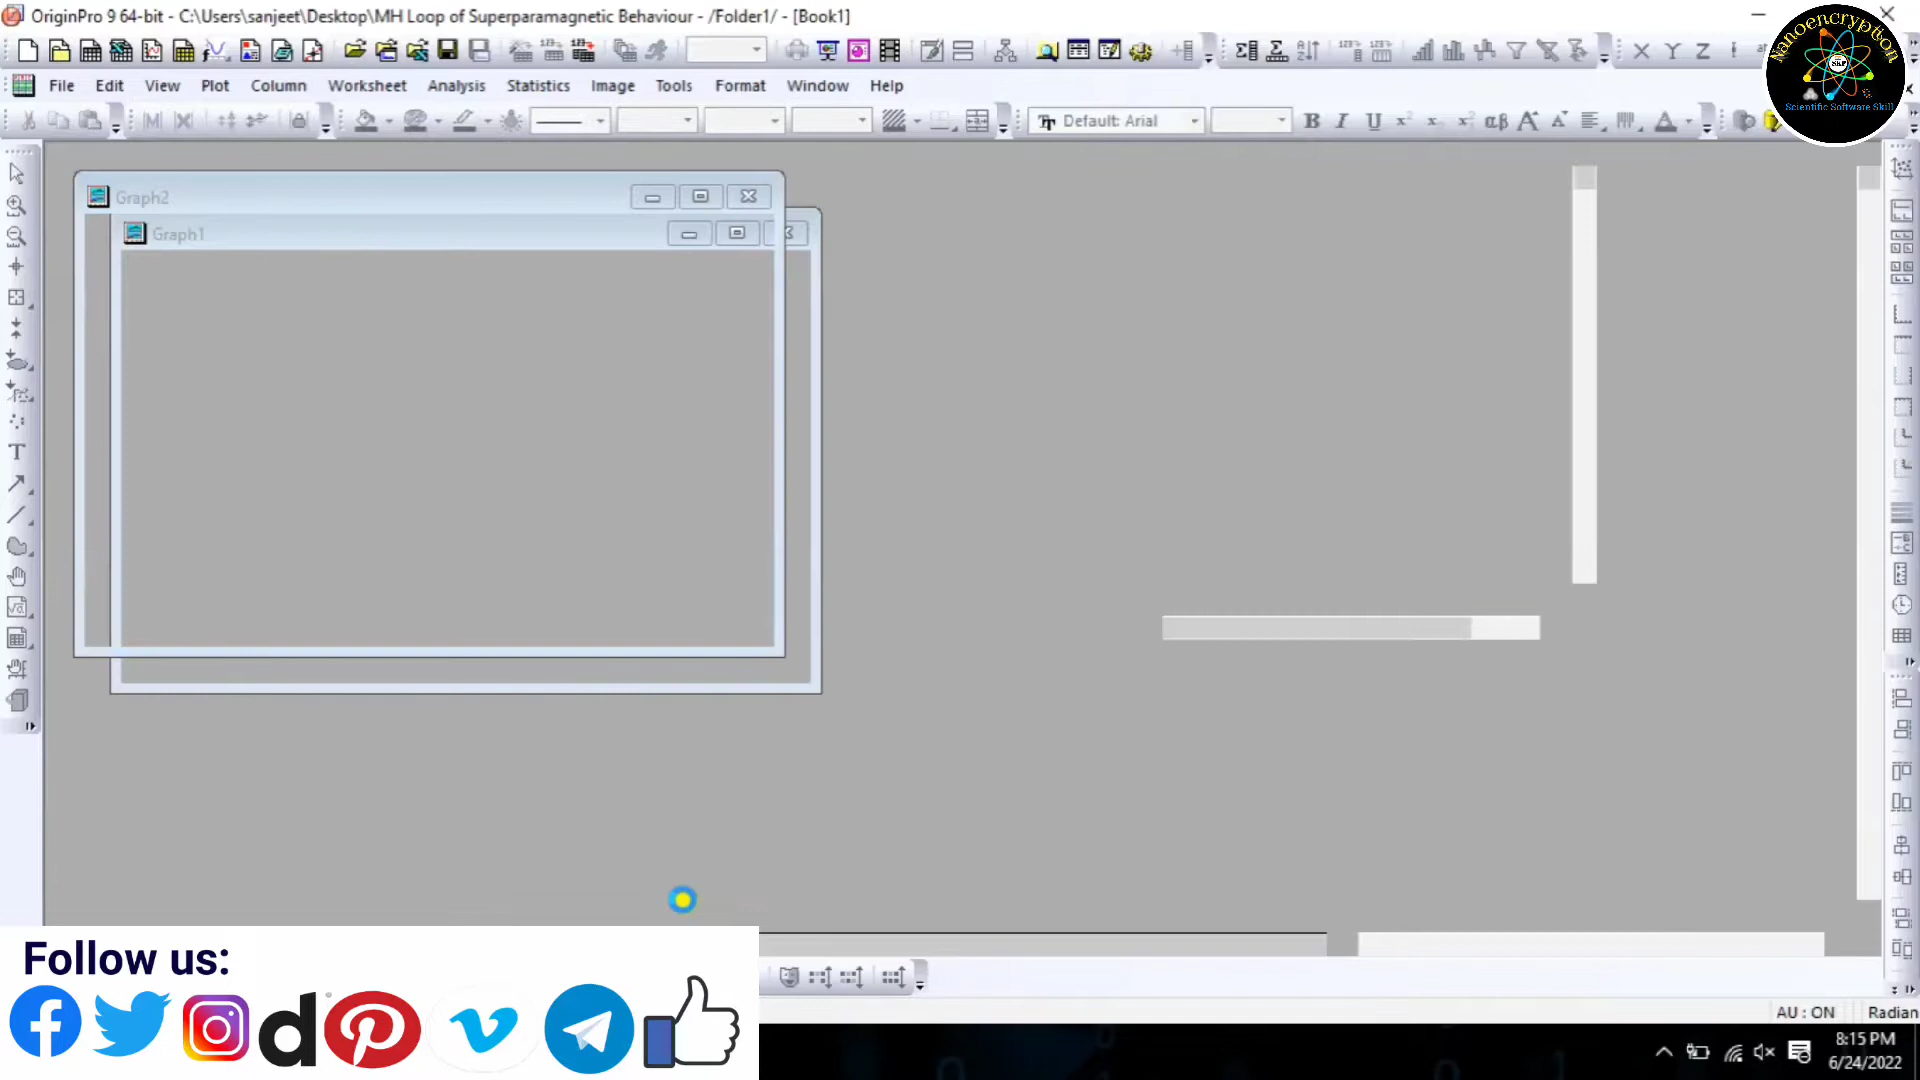 OriginPro 9 64-bit - C:\Users\sanjeet\Desktop\MH Loop of Superparamagnetic Behaviour - /Folder1/ - [Book1]
Nanoencryption
SKP
Scientific Software Skill
File Edit View Plot Column Worksheet Analysis Statistics Image Tools Format Window Help
Default: Arial
B I U
X Y Z
Graph2
Graph1
Follow us:
AU : ON Radian
8:15 PM
6/24/2022